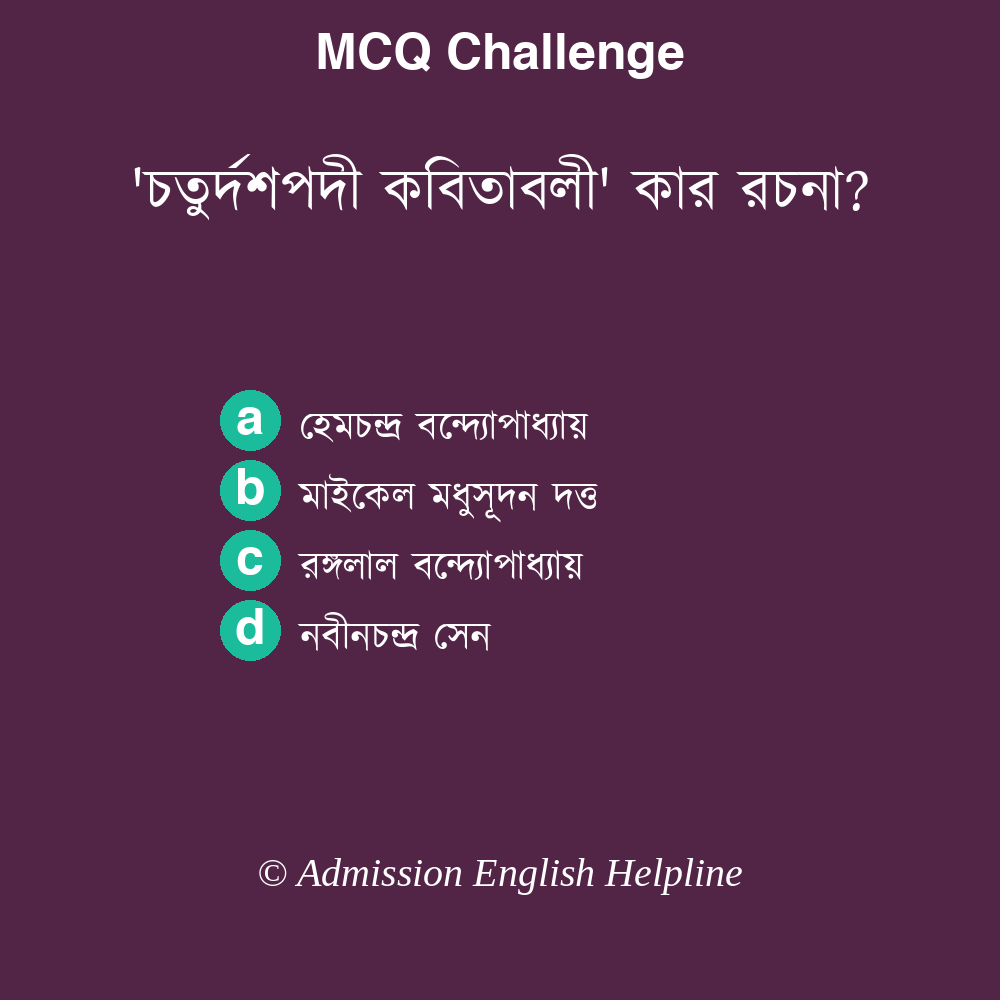 MCQ Challenge
'চতুর্দশপদী কবিতাবলী' কার রচনা?
a হেমচন্দ্র বন্দ্যোপাধ্যায়
b মাইকেল মধুসূদন দত্ত
c রঙ্গলাল বন্দ্যোপাধ্যায়
d নবীনচন্দ্র সেন
© Admission English Helpline